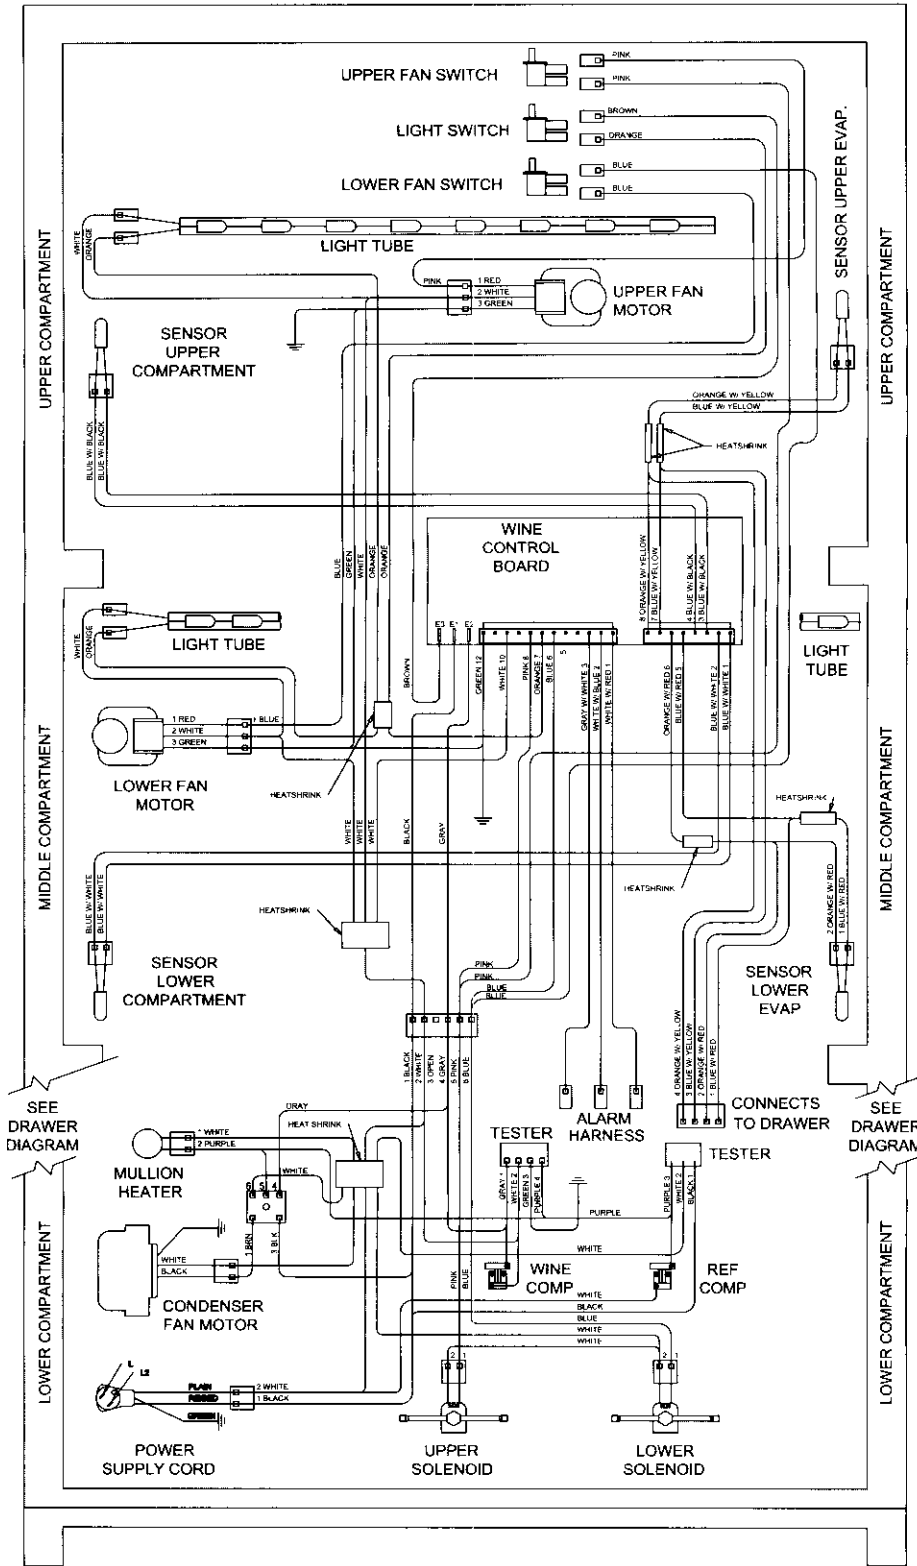 PINK
UPPER FAN SWITCH
PINK
BROWN
LIGHT SWITCH
ORANGE
BLUE
LOWER FAN SWITCH
BLUE
SENSOR UPPER EVAP.
WHITE
ORANGE
LIGHT TUBE
UPPER COMPARTMENT
UPPER COMPARTMENT
PINK
1 RED
2 WHITE
3 GREEN
UPPER FAN
MOTOR
SENSOR
UPPER
COMPARTMENT
ORANGE W/ YELLOW
BLUE W/ YELLOW
HEATSHRINK
BLUE W/ BLACK
BLUE W/ BLACK
WINE
CONTROL
BOARD
BLUE
GREEN
WHITE
ORANGE
ORANGE
8 ORANGE W/ YELLOW
7 BLUE W/ YELLOW
4 BLUE W/ BLACK
3 BLUE W/ BLACK
E3
E1
E2
WHITE
ORANGE
LIGHT TUBE
LIGHT
TUBE
BROWN
GREEN 12
WHITE 10
PINK 8
ORANGE 7
BLUE 6
5
GRAY W/ WHITE 3
WHITE W/ BLUE 2
WHITE W/ RED 1
ORANGE W/ RED 6
BLUE W/ RED 5
BLUE W/ WHITE 2
BLUE W/ WHITE 1
1 RED
2 WHITE
3 GREEN
1 BLUE
LOWER FAN
MOTOR
HEATSHRINK
HEATSHRINK
MIDDLE COMPARTMENT
MIDDLE COMPARTMENT
WHITE
WHITE
WHITE
BLACK
GRAY
HEATSHRINK
BLUE W/ WHITE
BLUE W/ WHITE
2 ORANGE W/ RED
1 BLUE W/ RED
HEATSHRINK
SENSOR
LOWER
COMPARTMENT
PINK
PINK
BLUE
BLUE
SENSOR
LOWER
EVAP
1 BLACK
2 WHITE
3 OPEN
4 GRAY
5 PINK
6 BLUE
4 ORANGE W/ YELLOW
3 BLUE W/ YELLOW
2 ORANGE W/ RED
1 BLUE W/ RED
SEE
DRAWER
DIAGRAM
SEE
DRAWER
DIAGRAM
GRAY
HEAT SHRINK
ALARM
HARNESS
CONNECTS
TO DRAWER
1 WHITE
2 PURPLE
TESTER
TESTER
MULLION
HEATER
WHITE
6
5
4
GRAY 1
WHITE 2
GREEN 3
PURPLE 4
PURPLE 3
WHITE 2
BLACK 1
PURPLE
1 BRN
3 BLK
WHITE
WHITE
BLACK
WINE
COMP
REF
COMP
PINK
BLUE
WHITE
BLACK
BLUE
WHITE
WHITE
CONDENSER
FAN MOTOR
LOWER COMPARTMENT
LOWER COMPARTMENT
L
L2
2
1
2
1
PLAIN
RIBBED
GREEN
2 WHITE
1 BLACK
POWER
SUPPLY CORD
UPPER
SOLENOID
LOWER
SOLENOID